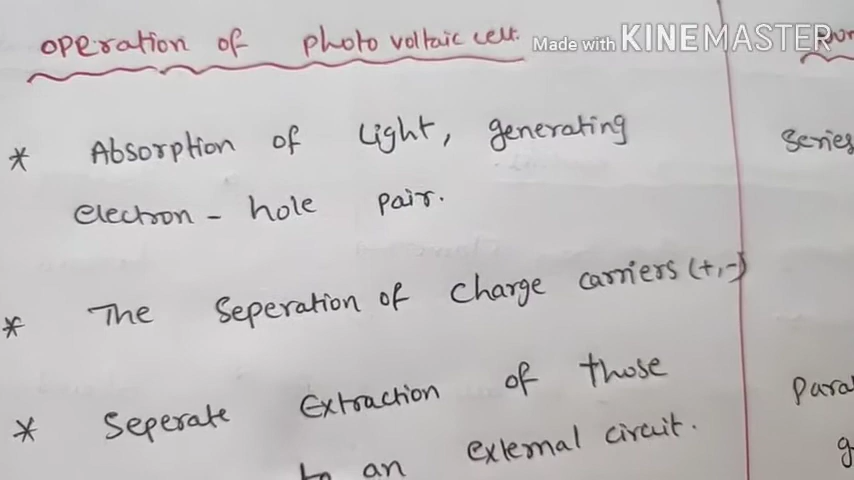 operation of photo voltaic cell.
Made with KINEMASTER
* Absorption of Light, generating
electron - hole pair.
* The Seperation of charge carriers (+,-)
* Seperate Extraction of those
to an external circuit.
Series